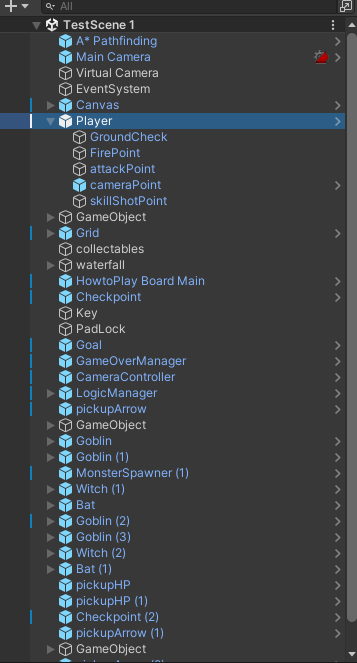 All
TestScene 1
A* Pathfinding
Main Camera
Virtual Camera
EventSystem
Canvas
Player
GroundCheck
FirePoint
attackPoint
cameraPoint
skillShotPoint
GameObject
Grid
collectables
waterfall
HowtoPlay Board Main
Checkpoint
Key
PadLock
Goal
GameOverManager
CameraController
LogicManager
pickupArrow
GameObject
Goblin
Goblin (1)
MonsterSpawner (1)
Witch (1)
Bat
Goblin (2)
Goblin (3)
Witch (2)
Bat (1)
pickupHP
pickupHP (1)
Checkpoint (2)
pickupArrow (1)
GameObject